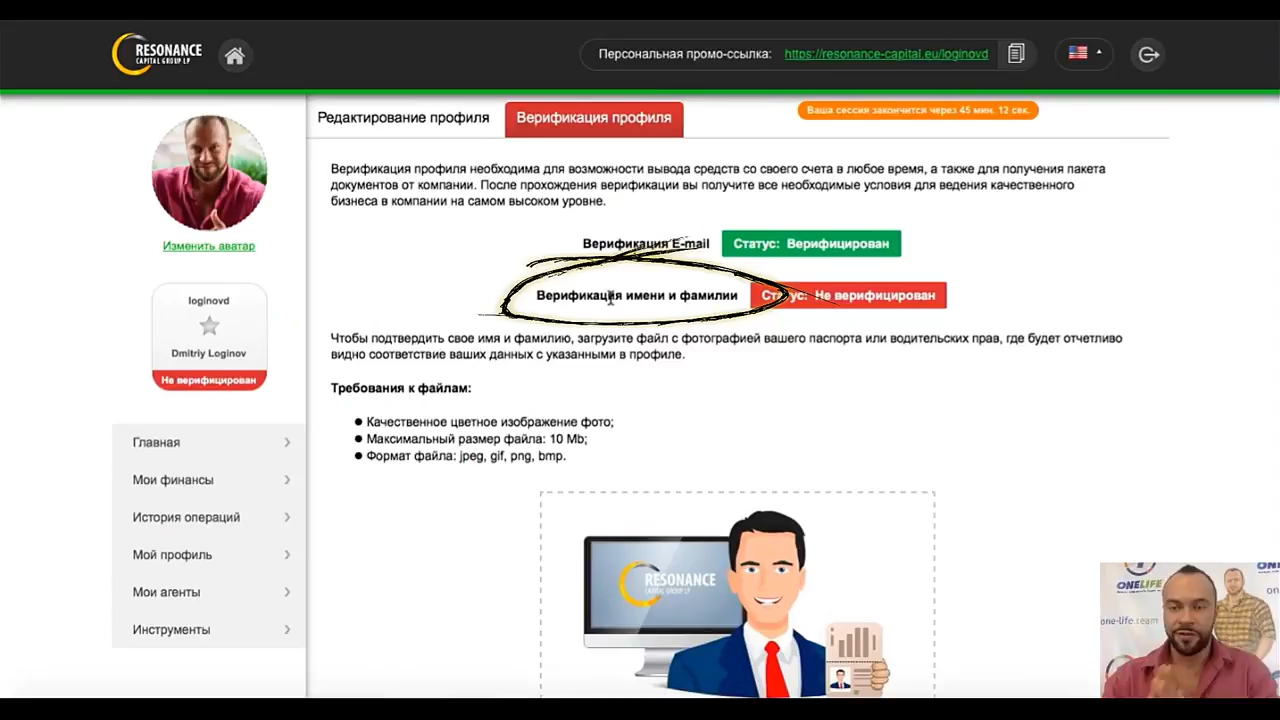 RESONANCE
CAPITAL GROUP LP
Персональная промо-ссылка: https://resonance-capital.eu/loginovd
Редактирование профиля
Верификация профиля
Ваша сессия закончится через 45 мин. 12 сек.
Изменить аватар
loginovd
Dmitriy Loginov
Не верифицирован
Главная
Мои финансы
История операций
Мой профиль
Мои агенты
Инструменты
Верификация профиля необходима для возможности вывода средств со своего счета в любое время, а также для получения пакета
документов от компании. После прохождения верификации вы получите все необходимые условия для ведения качественного
бизнеса в компании на самом высоком уровне.
Верификация E-mail Статус: Верифицирован
Верификация имени и фамилии Статус: Не верифицирован
Чтобы подтвердить свое имя и фамилию, загрузите файл с фотографией вашего паспорта или водительских прав, где будет отчетливо
видно соответствие ваших данных с указанными в профиле.
Требования к файлам:
● Качественное цветное изображение фото;
● Максимальный размер файла: 10 Mb;
● Формат файла: jpeg, gif, png, bmp.
RESONANCE
CAPITAL GROUP LP
ONELIFE
one-life.team